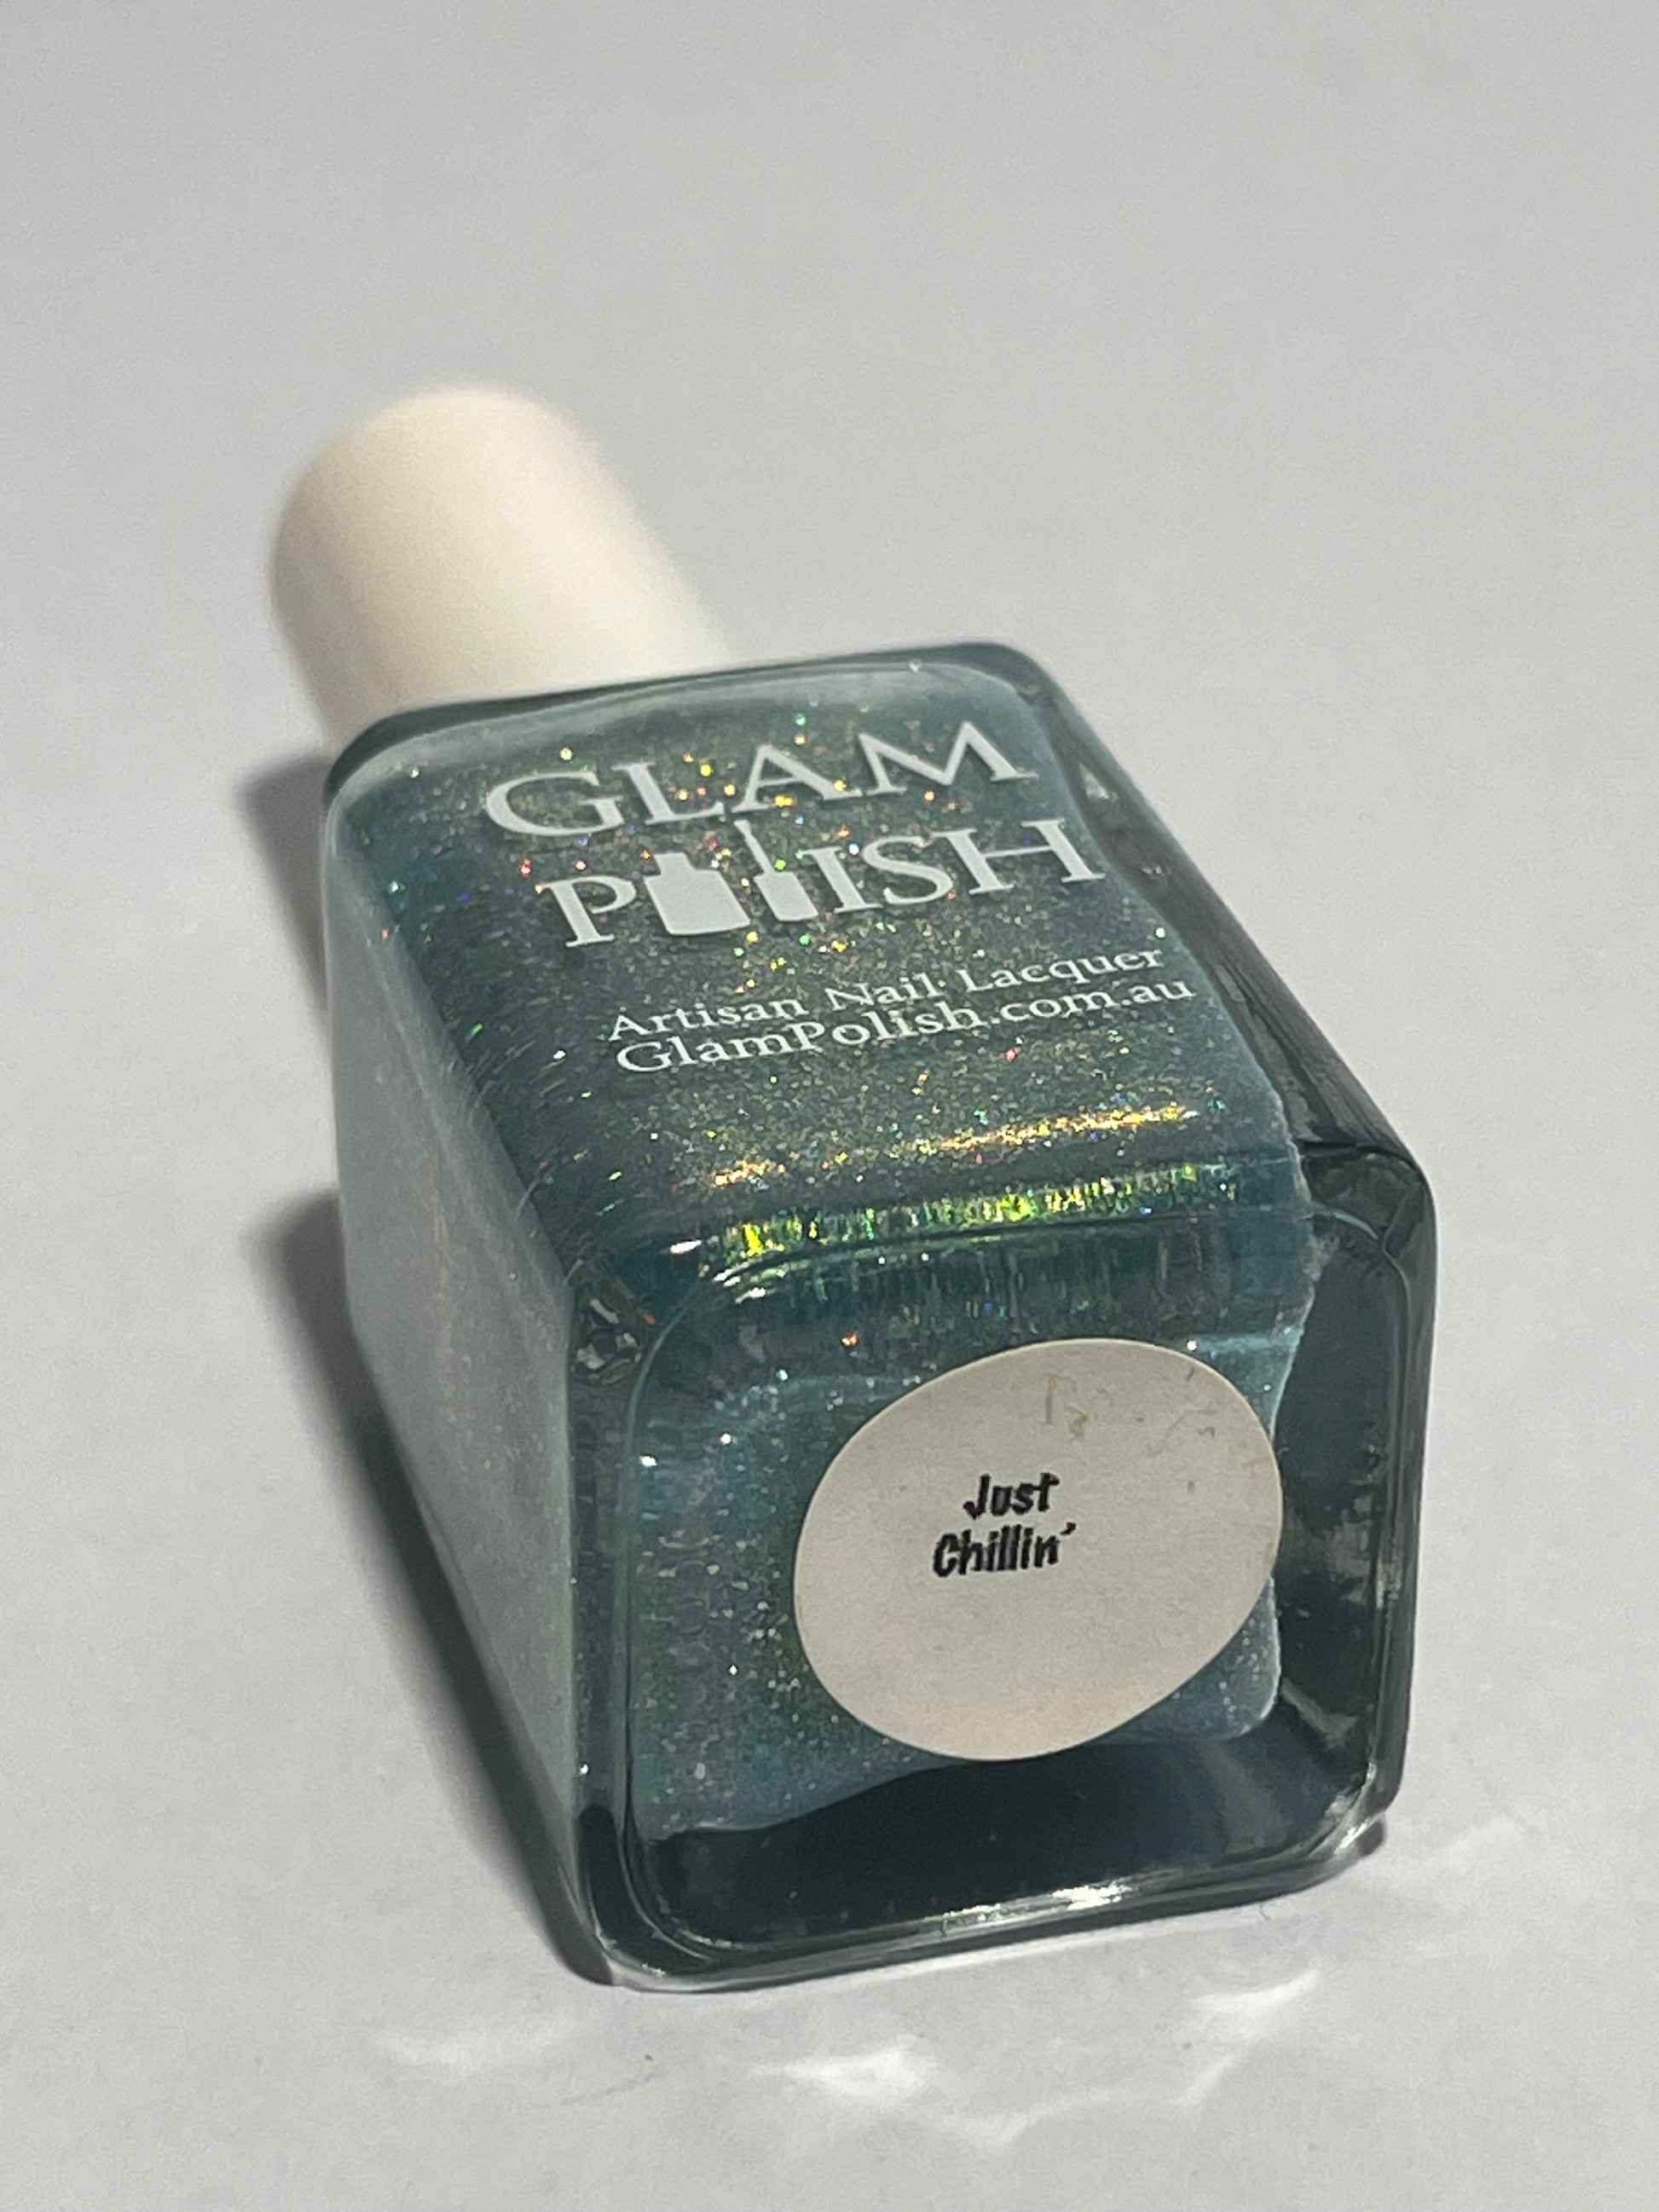 GLAM
POLISH
Artisan Nail Lacquer
GlamPolish.com.au
Just
Chillin'